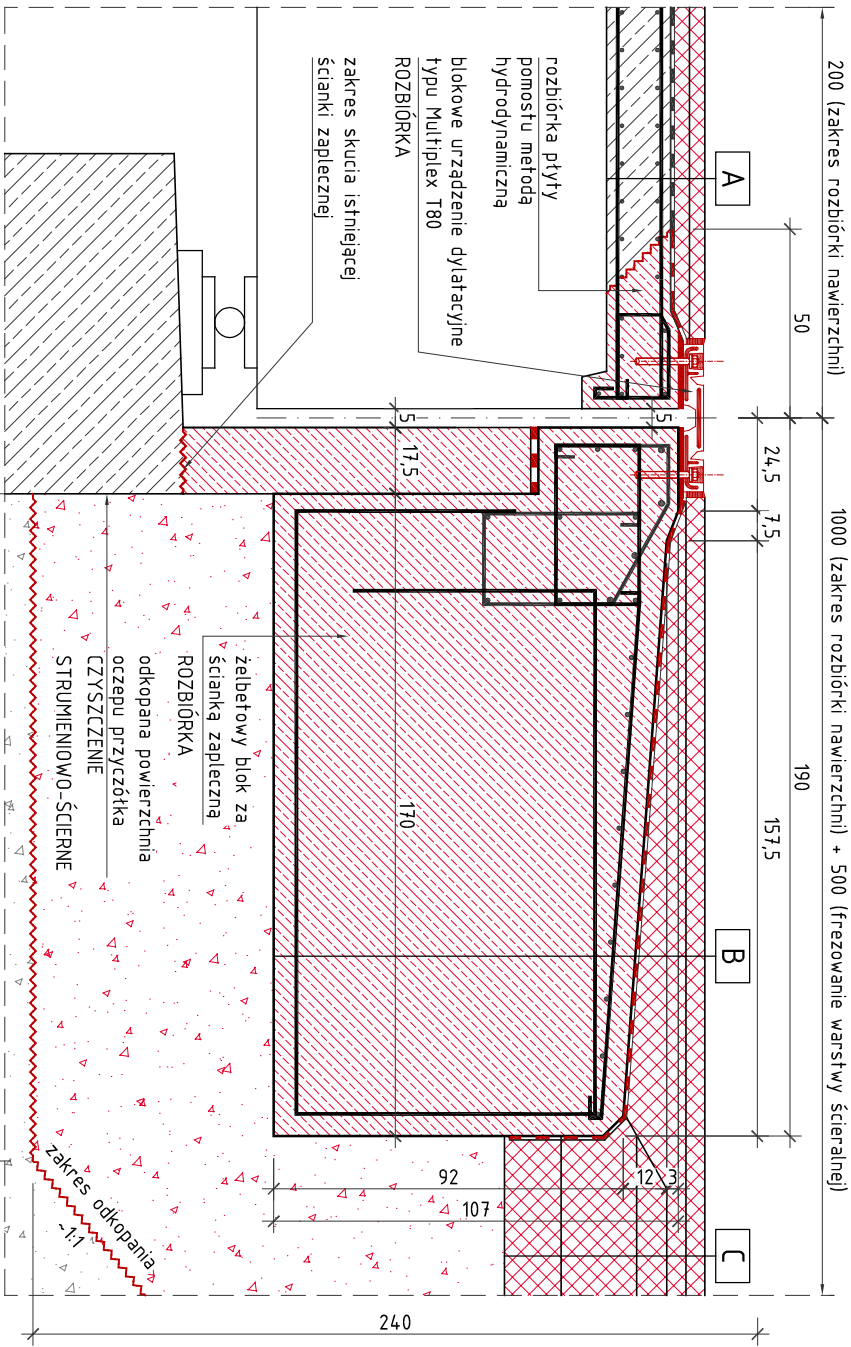 200 (zakres rozbiórki nawierzchni)
1000 (zakres rozbiórki nawierzchni) + 500 (frezowanie warstwy ścieralnej)
50
190
24,5
7,5
157,5
A
B
C
rozbiórka płyty
pomostu metodą
hydrodynamiczną
blokowe urządzenie dylatacyjne
typu Multiplex T80
ROZBIÓRKA
zakres skucia istniejącej
ścianki zaplecznej
5
5
17,5
170
żelbetowy blok za
ścianką zapleczną
ROZBIÓRKA
odkopana powierzchnia
oczepu przyczółka
CZYSZCZENIE
STRUMIENIOWO-ŚCIERNE
92
12
3
107
240
zakres odkopania
~1:1